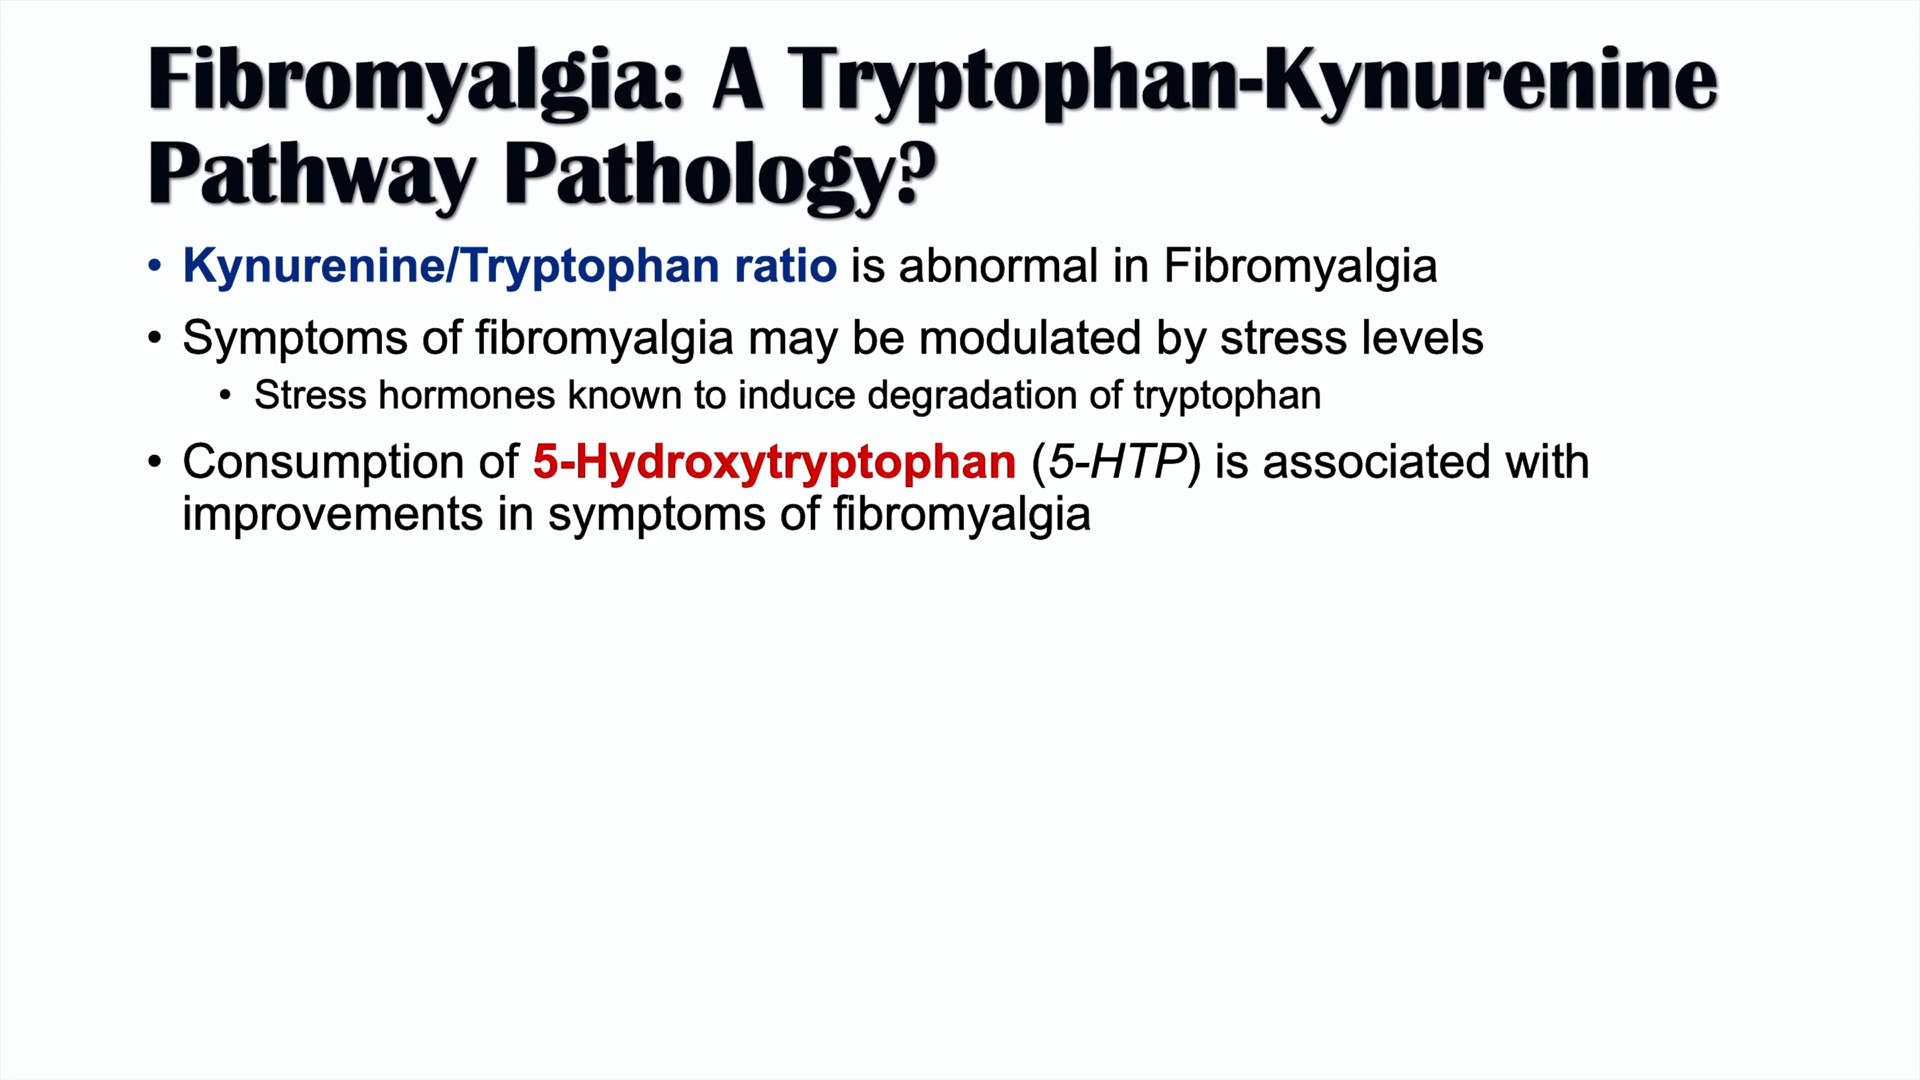 Fibromyalgia: A Tryptophan-Kynurenine
Pathway Pathology?
• Kynurenine/Tryptophan ratio is abnormal in Fibromyalgia
• Symptoms of fibromyalgia may be modulated by stress levels
• Stress hormones known to induce degradation of tryptophan
• Consumption of 5-Hydroxytryptophan (5-HTP) is associated with
improvements in symptoms of fibromyalgia